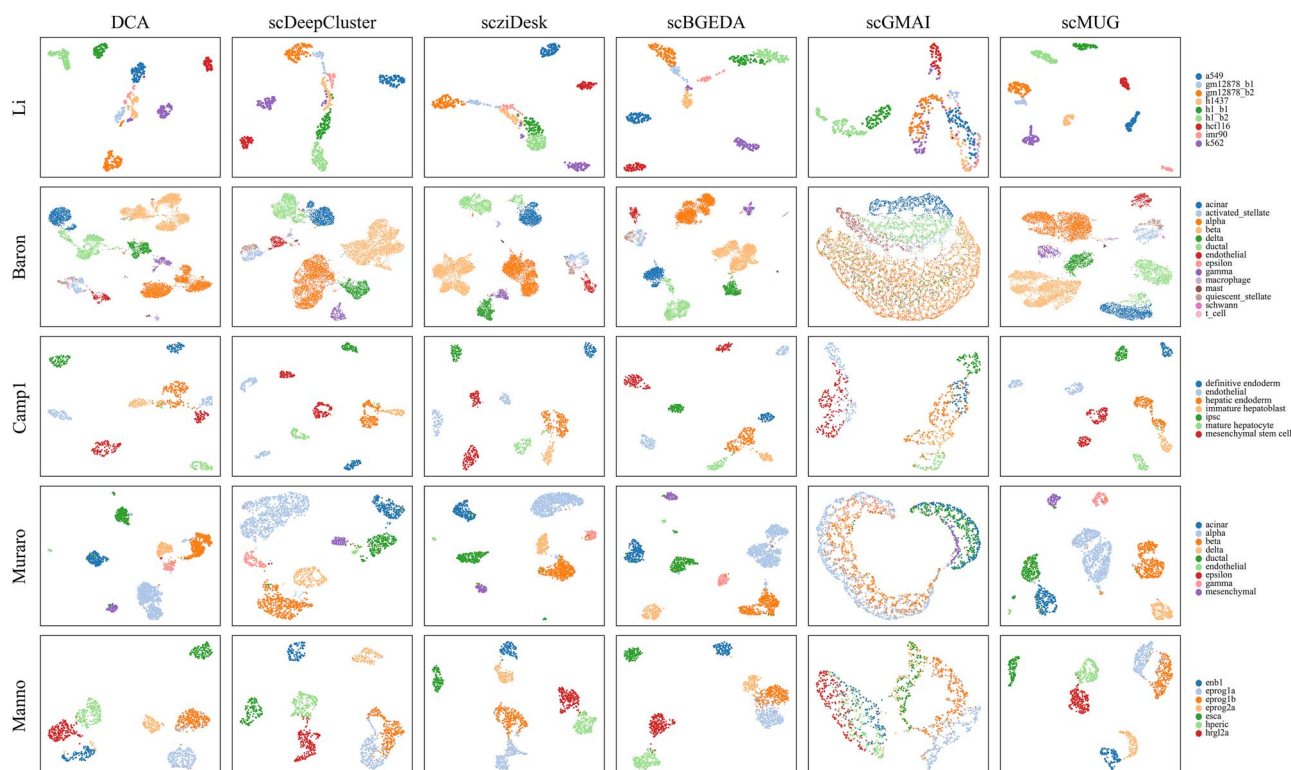 DCA scDeepCluster scziDesk scBGEDA scGMAI scMUG
Li
a549
gm12878_b1
gm12878_b2
h1437
h1_b1
h1_b2
hct116
imr90
k562
Baron
acinar
activated_stellate
alpha
beta
delta
ductal
endothelial
epsilon
gamma
macrophage
mast
quiescent_stellate
schwann
t_cell
Camp1
definitive endoderm
endothelial
hepatic endoderm
immature hepatoblast
ipsc
mature hepatocyte
mesenchymal stem cell
Muraro
acinar
alpha
beta
delta
ductal
endothelial
epsilon
gamma
mesenchymal
Manno
enb1
eprog1a
eprog1b
eprog2a
esca
hperic
hrgl2a